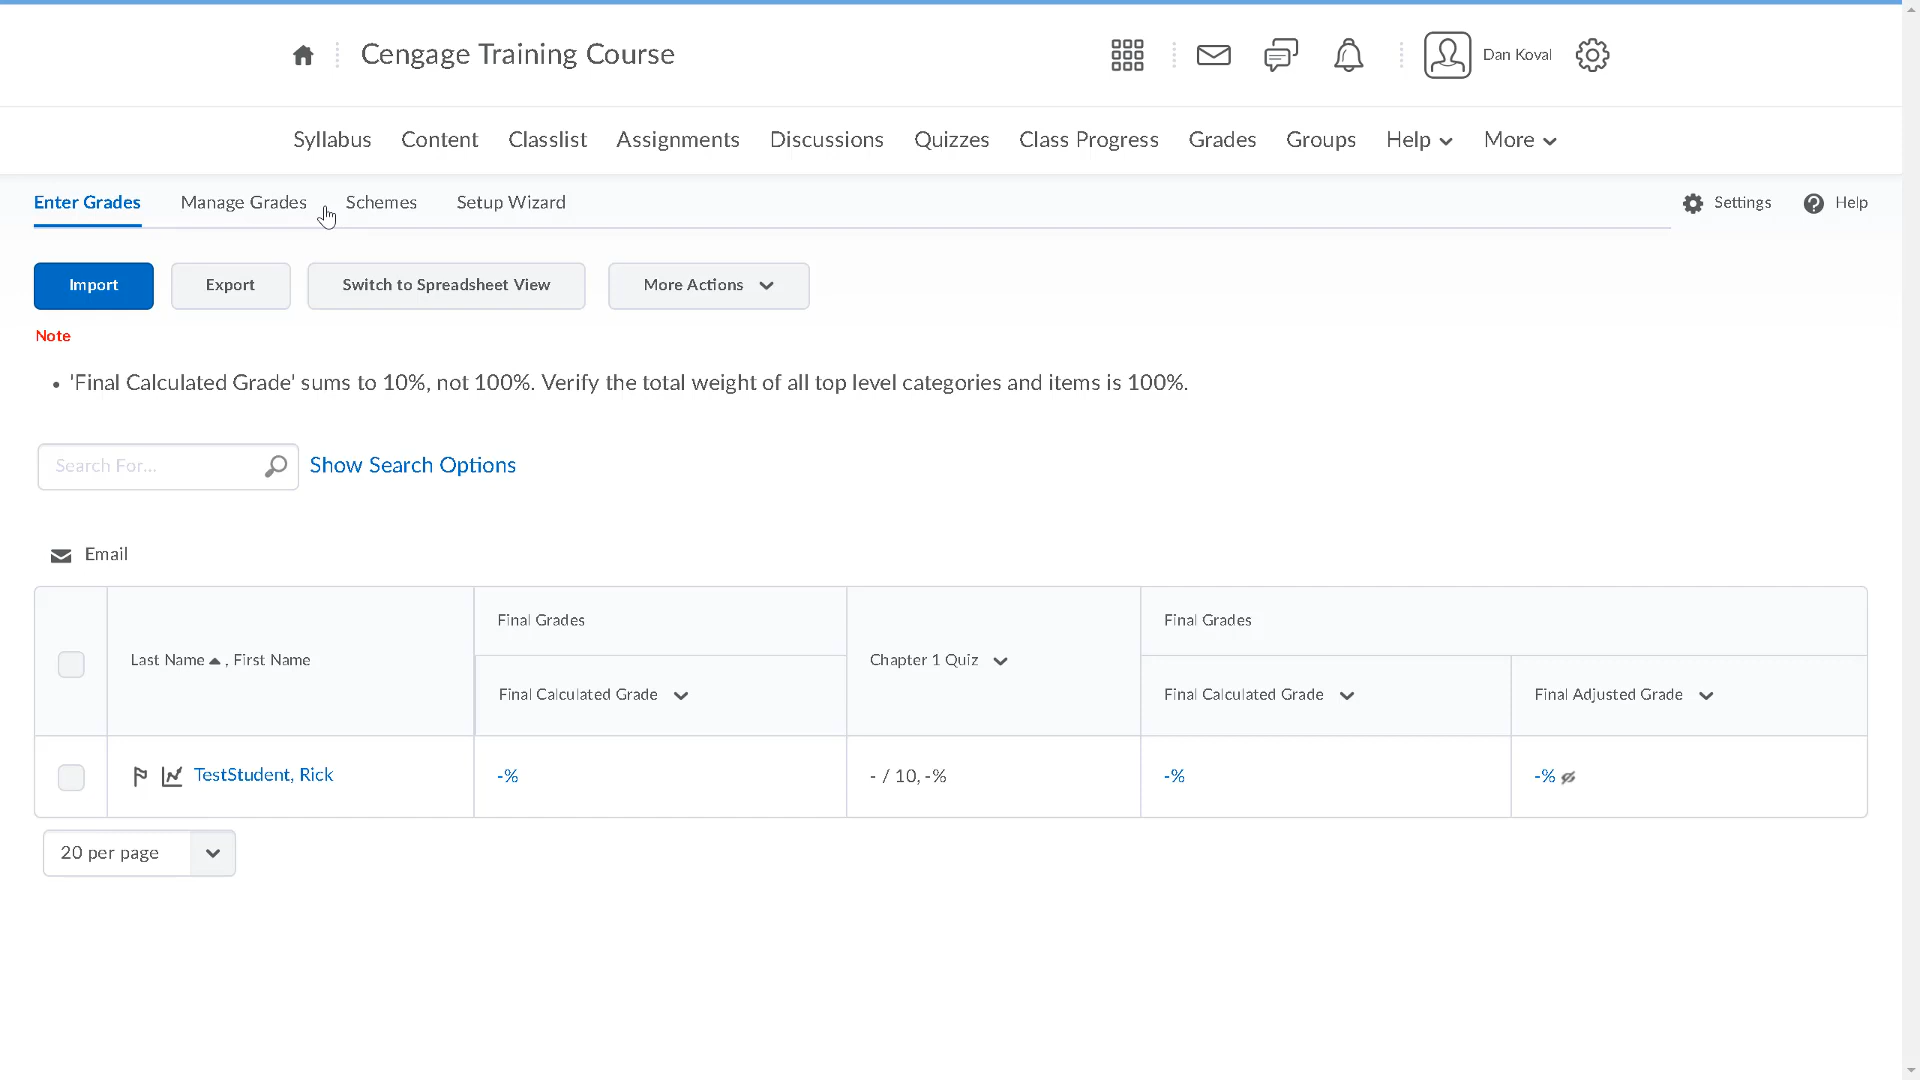 Cengage Training Course
Dan Koval
Syllabus Content Classlist Assignments Discussions Quizzes Class Progress Grades Groups Help More
Enter Grades Manage Grades Schemes Setup Wizard Settings Help
Import Export Switch to Spreadsheet View More Actions
Note
• 'Final Calculated Grade' sums to 10%, not 100%. Verify the total weight of all top level categories and items is 100%.
Search For... Show Search Options
Email
Final Grades Final Grades
Last Name , First Name Chapter 1 Quiz
Final Calculated Grade Final Calculated Grade Final Adjusted Grade
TestStudent, Rick -% - / 10, -% -% -%
20 per page